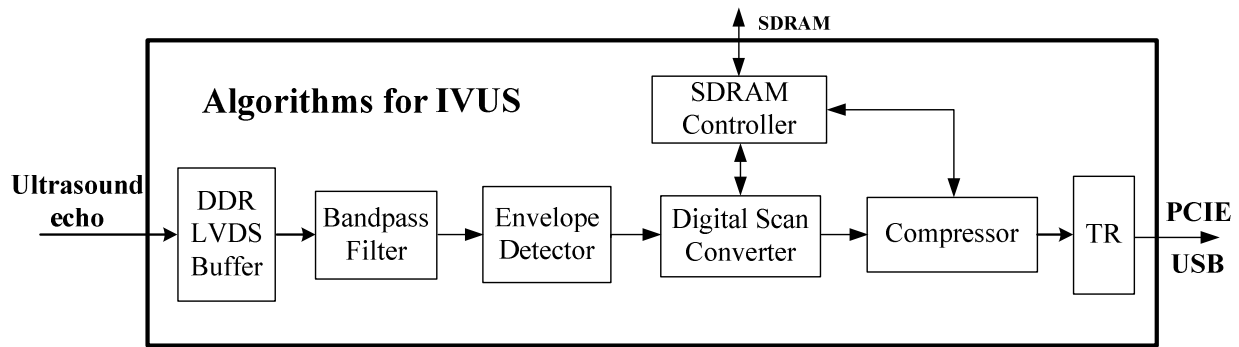 SDRAM
Algorithms for IVUS
SDRAM
Controller
Ultrasound
echo
DDR
LVDS
Buffer
Bandpass
Filter
Envelope
Detector
Digital Scan
Converter
Compressor
TR
PCIE
USB